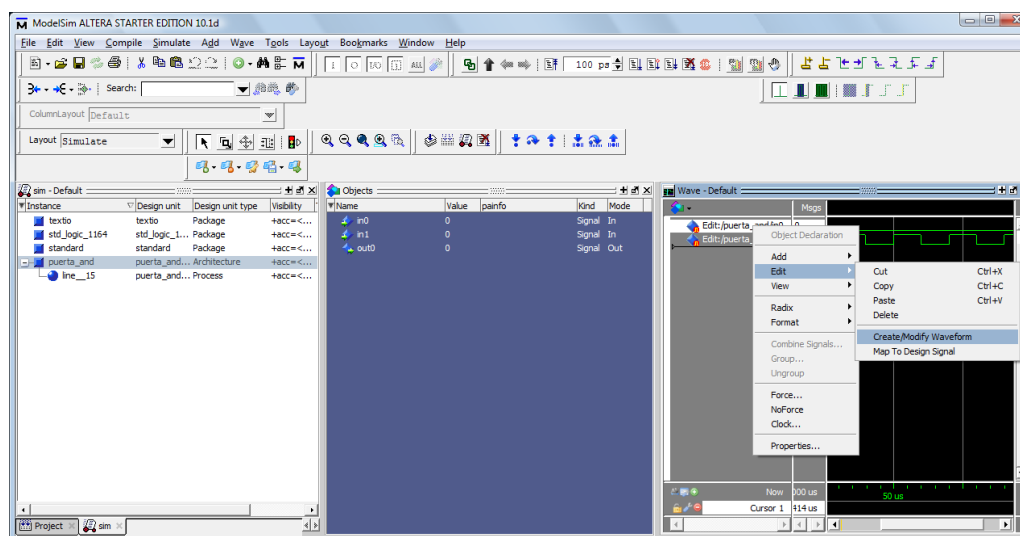 ModelSim ALTERA STARTER EDITION 10.1d
File Edit View Compile Simulate Add Wave Tools Layout Bookmarks Window Help
100 ps
Search:
ColumnLayout Default
Layout Simulate
sim - Default
Objects
Wave - Default
Instance Design unit Design unit type Visibility
textio textio Package +acc=<...
std_logic_1164 std_logic_1... Package +acc=<...
standard standard Package +acc=<...
puerta_and puerta_and... Architecture +acc=<...
line__15 puerta_and... Process +acc=<...
Name Value painfo Kind Mode
in0 0 Signal In
in1 0 Signal In
out0 0 Signal Out
Msgs
Edit:/puerta_and/in0 0
Edit:/puerta
Object Declaration
Add
Edit
View
Radix
Format
Combine Signals...
Group...
Ungroup
Force...
NoForce
Clock...
Properties...
Cut Ctrl+X
Copy Ctrl+C
Paste Ctrl+V
Delete
Create/Modify Waveform
Map To Design Signal
Now 000 us
50 us
Cursor 1 414 us
Project sim